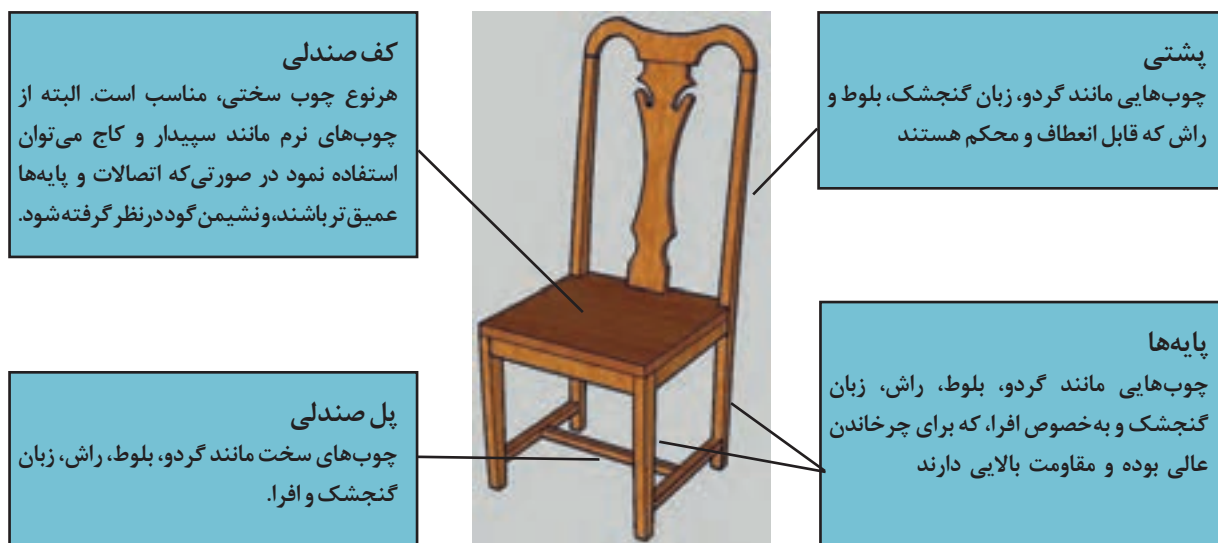 پشتی
چوب‌هایی مانند گردو، زبان گنجشک، بلوط و
راش که قابل انعطاف و محکم هستند
کف صندلی
هرنوع چوب سختی، مناسب است. البته از
چوب‌های نرم مانند سپیدار و کاج می‌توان
استفاده نمود در صورتی‌که اتصالات و پایه‌ها
عمیق‌تر باشند، و نشیمن گود درنظر گرفته شود.
پایه‌ها
چوب‌هایی مانند گردو، بلوط، راش، زبان
گنجشک و به‌خصوص افرا، که برای چرخاندن
عالی بوده و مقاومت بالایی دارند
پل صندلی
چوب‌های سخت مانند گردو، بلوط، راش، زبان
گنجشک و افرا.